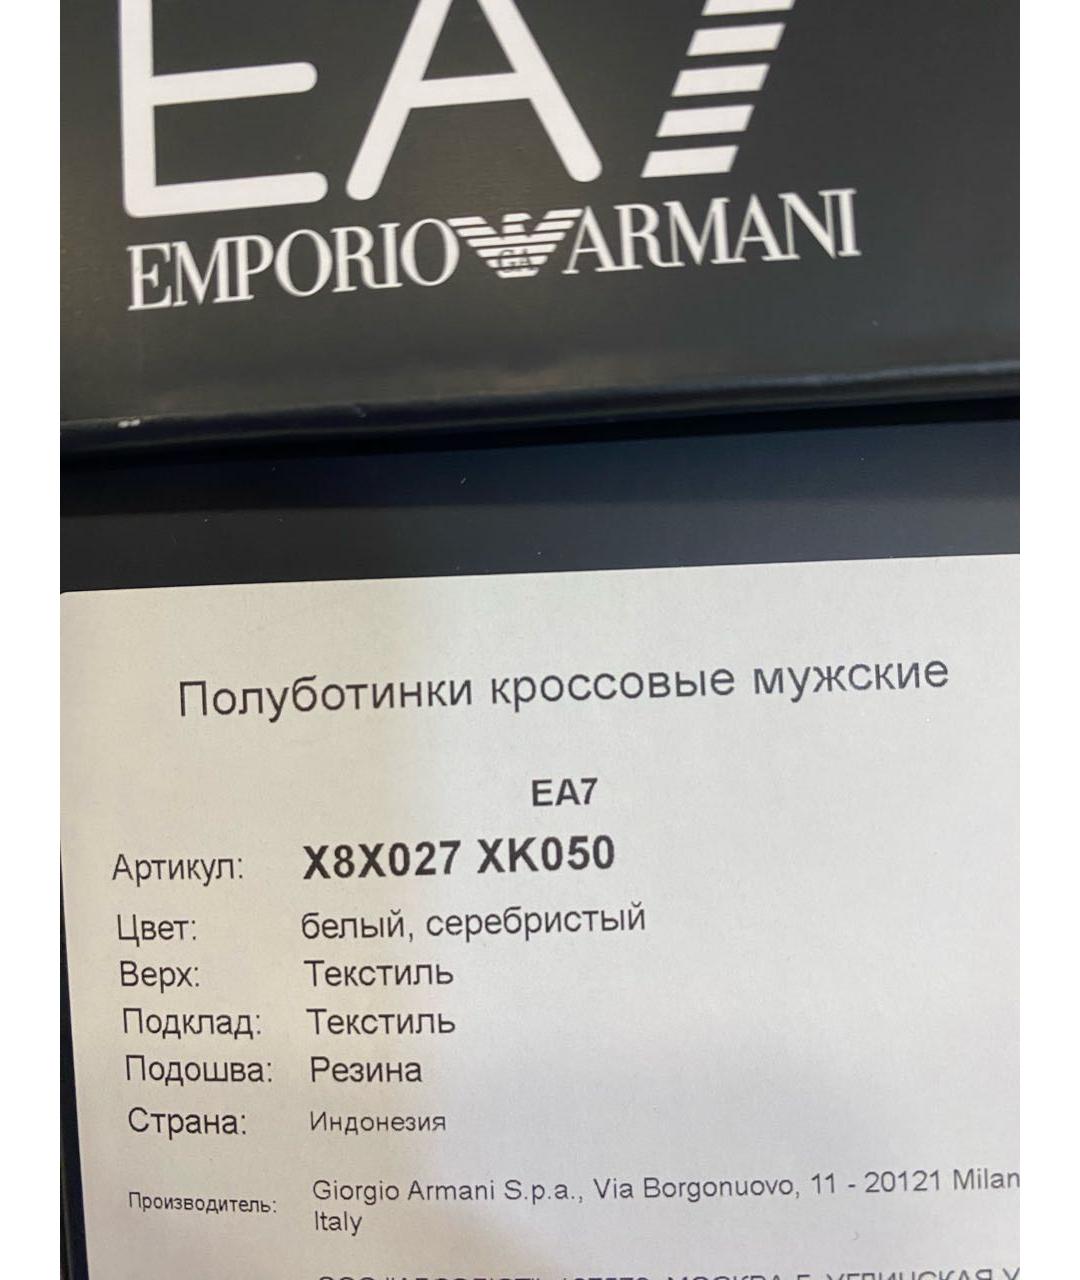 EA7
EMPORIO ARMANI
GA
Полуботинки кроссовые мужские
EA7
Артикул: X8X027 XK050
Цвет: белый, серебристый
Верх: Текстиль
Подклад: Текстиль
Подошва: Резина
Страна: Индонезия
Производитель: Giorgio Armani S.p.a., Via Borgonuovo, 11 - 20121 Milan
Italy